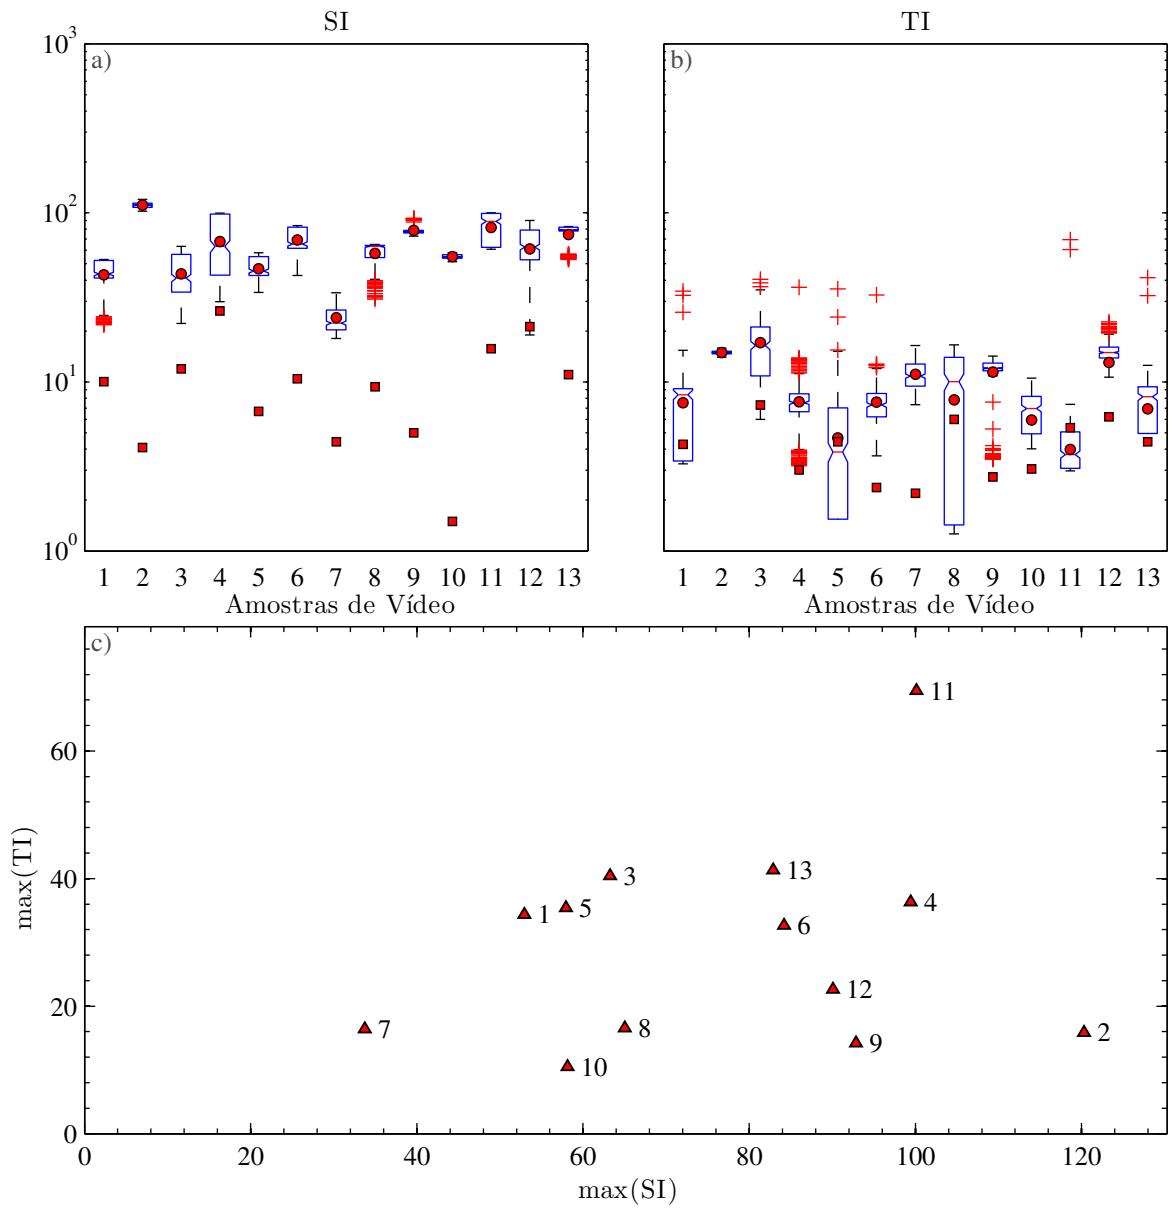 SI
TI
a)
b)
10^3
10^2
10^1
10^0
1 2 3 4 5 6 7 8 9 10 11 12 13
1 2 3 4 5 6 7 8 9 10 11 12 13
Amostras de Vídeo
Amostras de Vídeo
c)
max(TI)
60
40
20
0
11
13
3
4
5
1
6
12
7
8
2
9
10
0 20 40 60 80 100 120
max(SI)